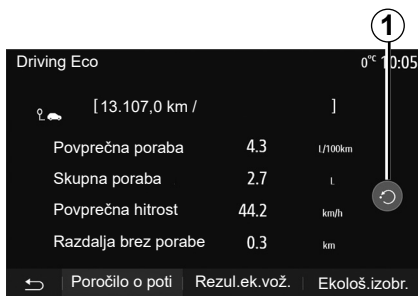 1
Driving Eco 0°C 10:05
[ 13.107,0 km / ]
Povprečna poraba 4.3 L/100km
Skupna poraba 2.7 L
Povprečna hitrost 44.2 km/h
Razdalja brez porabe 0.3 km
Poročilo o poti Rezul.ek.vož. Ekološ.izobr.